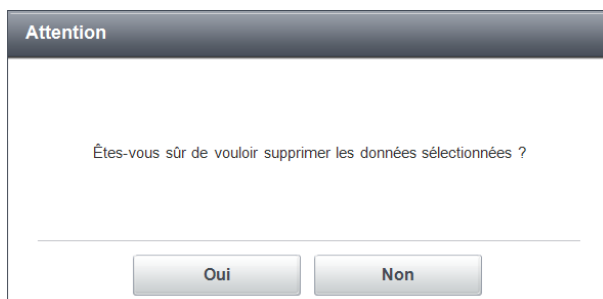 Attention
Êtes-vous sûr de vouloir supprimer les données sélectionnées ?
Oui
Non